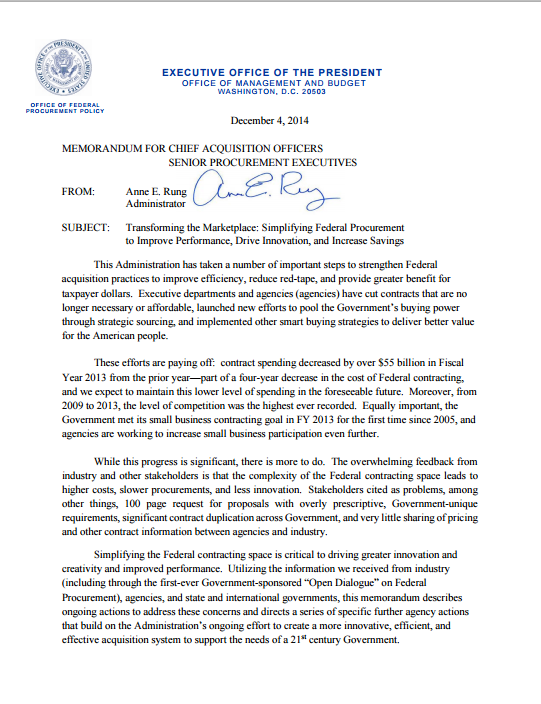 EXECUTIVE OFFICE OF THE PRESIDENT
OFFICE OF MANAGEMENT AND BUDGET
WASHINGTON, D.C. 20503
OFFICE OF FEDERAL
PROCUREMENT POLICY
December 4, 2014
MEMORANDUM FOR CHIEF ACQUISITION OFFICERS
SENIOR PROCUREMENT EXECUTIVES
FROM: Anne E. Rung
Administrator
Anne E. Rung
SUBJECT: Transforming the Marketplace: Simplifying Federal Procurement
to Improve Performance, Drive Innovation, and Increase Savings
This Administration has taken a number of important steps to strengthen Federal
acquisition practices to improve efficiency, reduce red-tape, and provide greater benefit for
taxpayer dollars. Executive departments and agencies (agencies) have cut contracts that are no
longer necessary or affordable, launched new efforts to pool the Government's buying power
through strategic sourcing, and implemented other smart buying strategies to deliver better value
for the American people.
These efforts are paying off: contract spending decreased by over $55 billion in Fiscal
Year 2013 from the prior year—part of a four-year decrease in the cost of Federal contracting,
and we expect to maintain this lower level of spending in the foreseeable future. Moreover, from
2009 to 2013, the level of competition was the highest ever recorded. Equally important, the
Government met its small business contracting goal in FY 2013 for the first time since 2005, and
agencies are working to increase small business participation even further.
While this progress is significant, there is more to do. The overwhelming feedback from
industry and other stakeholders is that the complexity of the Federal contracting space leads to
higher costs, slower procurements, and less innovation. Stakeholders cited as problems, among
other things, 100 page request for proposals with overly prescriptive, Government-unique
requirements, significant contract duplication across Government, and very little sharing of pricing
and other contract information between agencies and industry.
Simplifying the Federal contracting space is critical to driving greater innovation and
creativity and improved performance. Utilizing the information we received from industry
(including through the first-ever Government-sponsored “Open Dialogue” on Federal
Procurement), agencies, and state and international governments, this memorandum describes
ongoing actions to address these concerns and directs a series of specific further agency actions
that build on the Administration's ongoing effort to create a more innovative, efficient, and
effective acquisition system to support the needs of a 21st century Government.